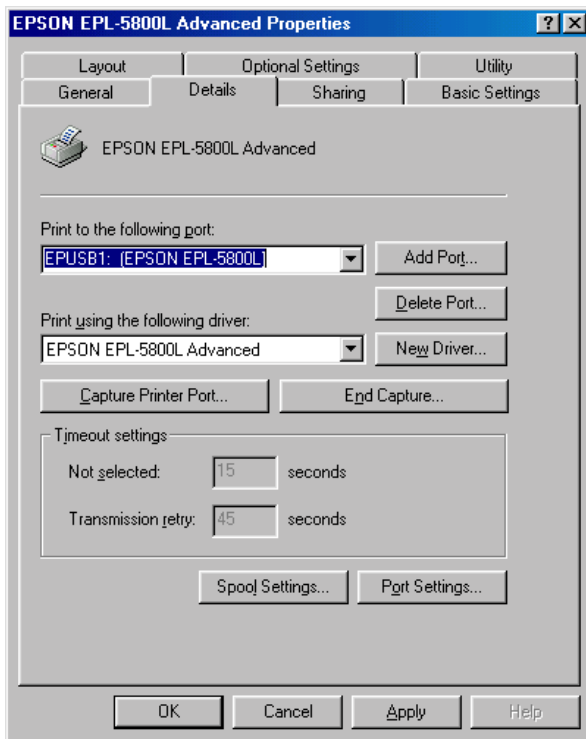 EPSON EPL-5800L Advanced Properties
Layout Optional Settings Utility
General Details Sharing Basic Settings
EPSON EPL-5800L Advanced
Print to the following port:
EPUSB1: (EPSON EPL-5800L) Add Port...
Delete Port...
Print using the following driver:
EPSON EPL-5800L Advanced New Driver...
Capture Printer Port... End Capture...
Timeout settings
Not selected: 15 seconds
Transmission retry: 45 seconds
Spool Settings... Port Settings...
OK Cancel Apply Help